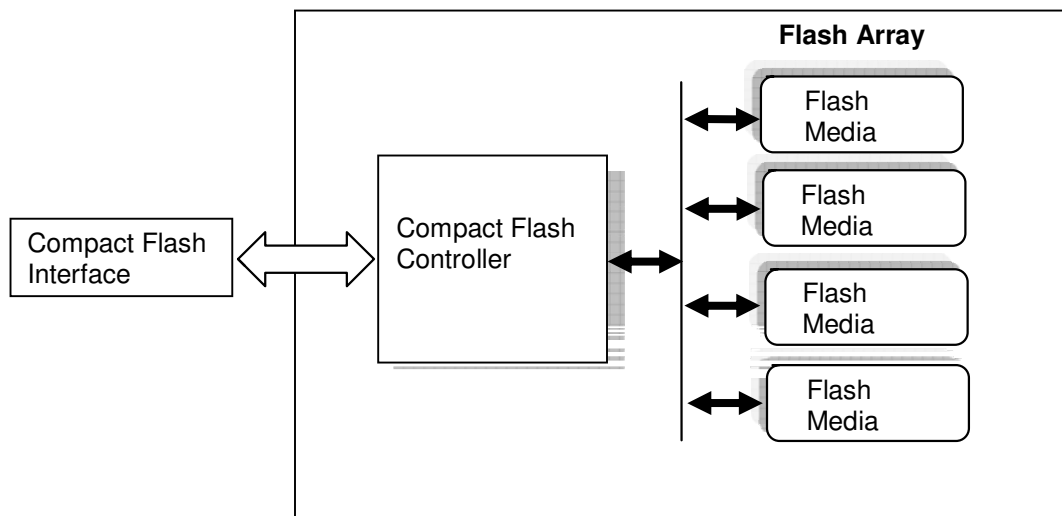 Flash Array
Flash
Media
Flash
Media
Flash
Media
Flash
Media
Compact Flash
Controller
Compact Flash
Interface